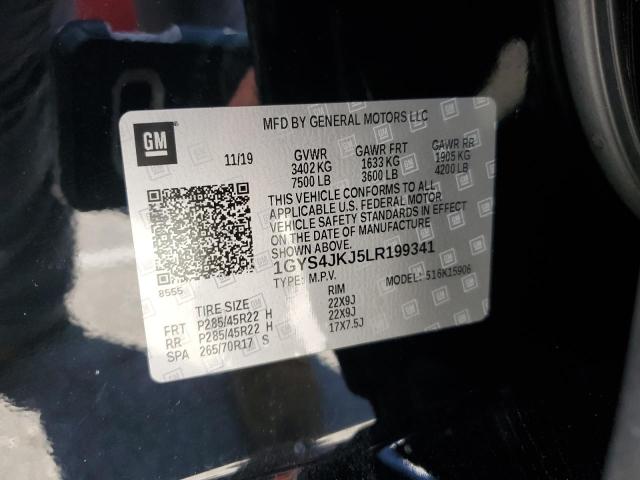 MFD BY GENERAL MOTORS LLC
GM
11/19
GVWR GAWR FRT GAWR RR
3402 KG 1633 KG 1905 KG
7500 LB 3600 LB 4200 LB
THIS VEHICLE CONFORMS TO ALL
APPLICABLE U.S. FEDERAL MOTOR
VEHICLE SAFETY STANDARDS IN EFFECT
ON THE DATE OF MANUFACTURE
SHOWN ABOVE.
1GYS4JKJ5LR199341
8555
TYPE: M.P.V. MODEL: 516K15906
TIRE SIZE RIM
FRT P285/45R22 H 22X9J
RR P285/45R22 H 22X9J
SPA 265/70R17 S 17X7.5J